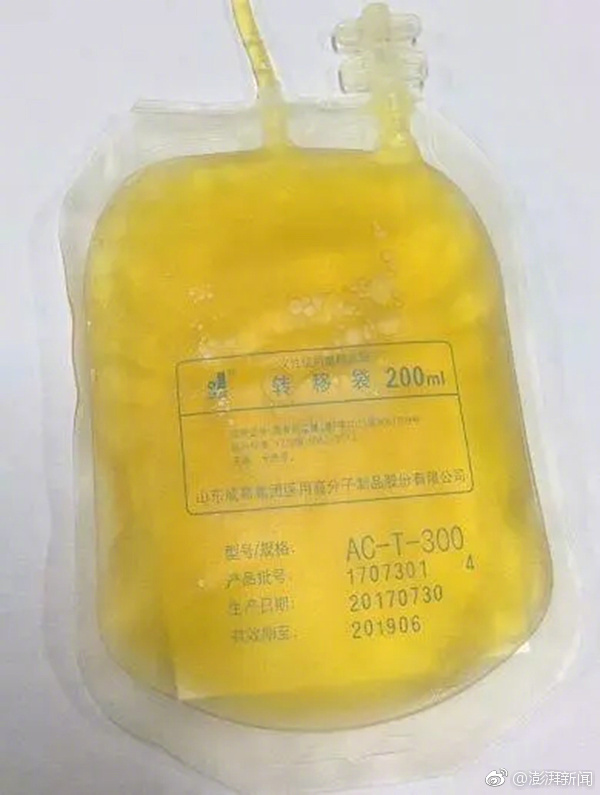 转移袋 200ml
山东威高集团医用高分子制品股份有限公司
型号/规格: AC-T-300
产品批号: 1707301 4
生产日期: 20170730
有效期至: 201906
@澎湃新闻